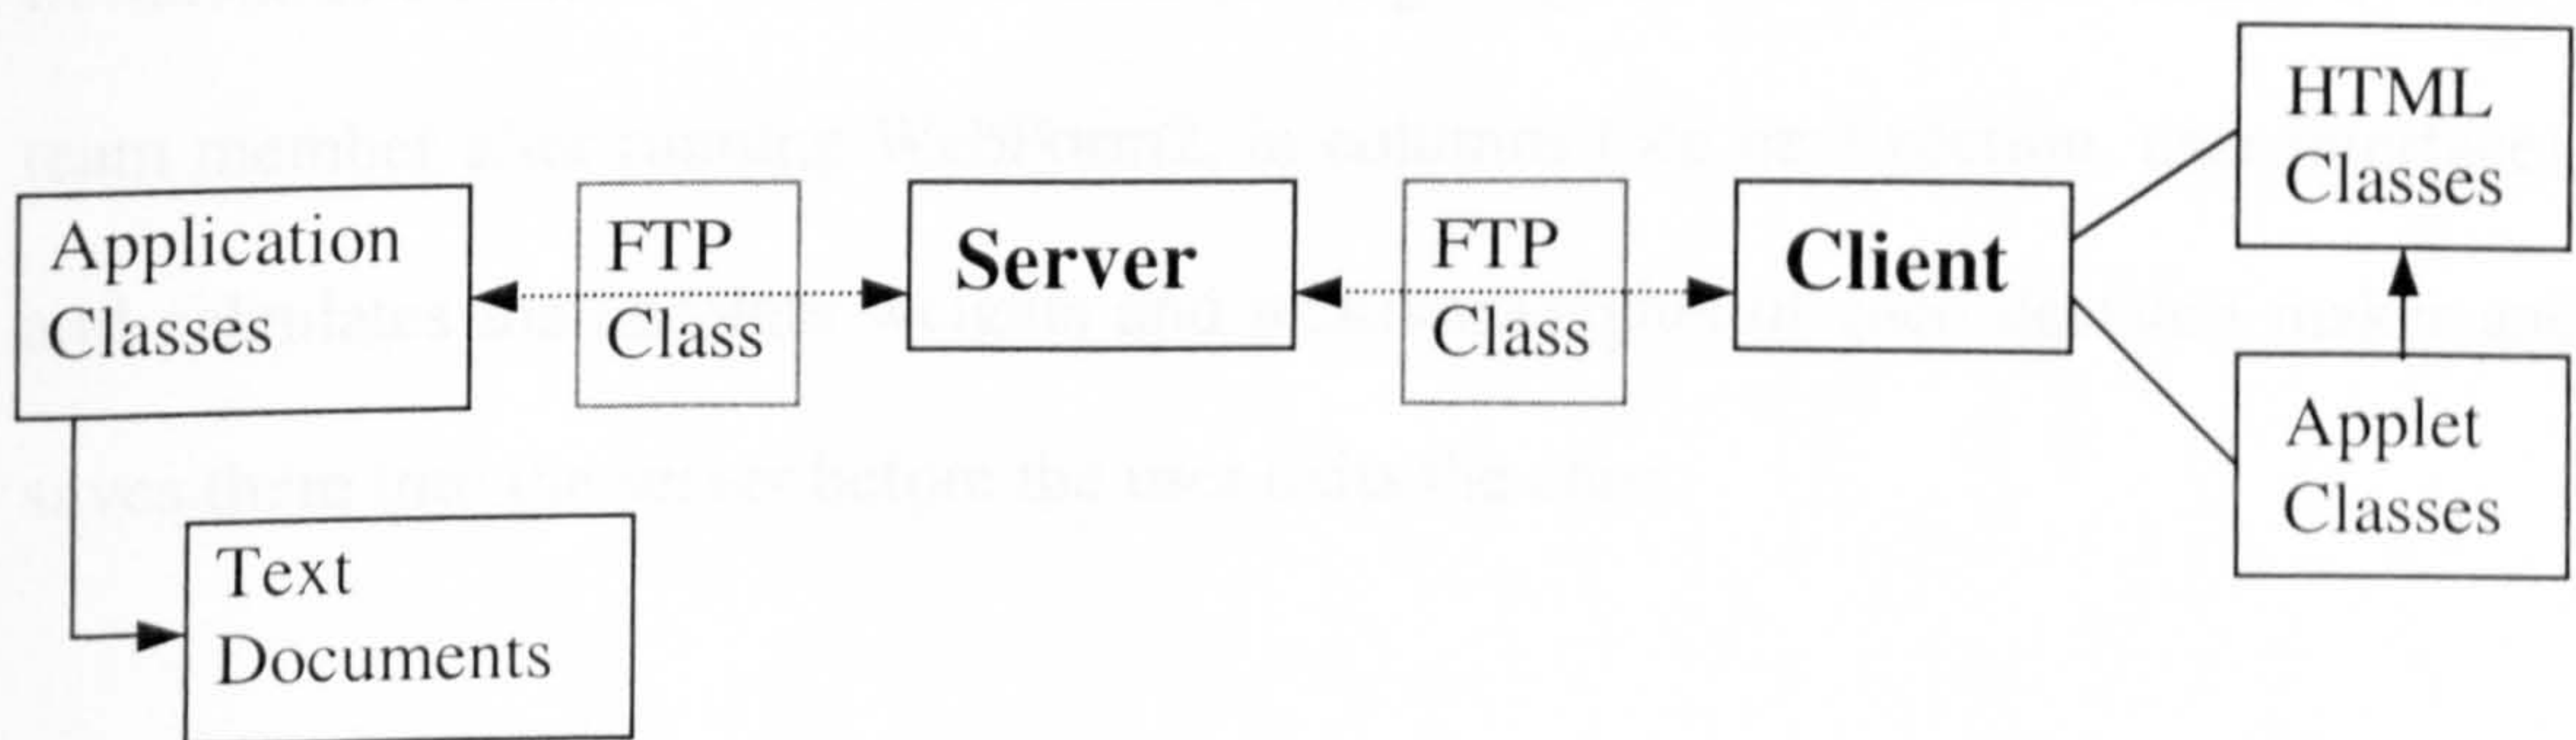 Application
Classes
FTP
Class
Server
FTP
Class
Client
HTML
Classes
Applet
Classes
Text
Documents